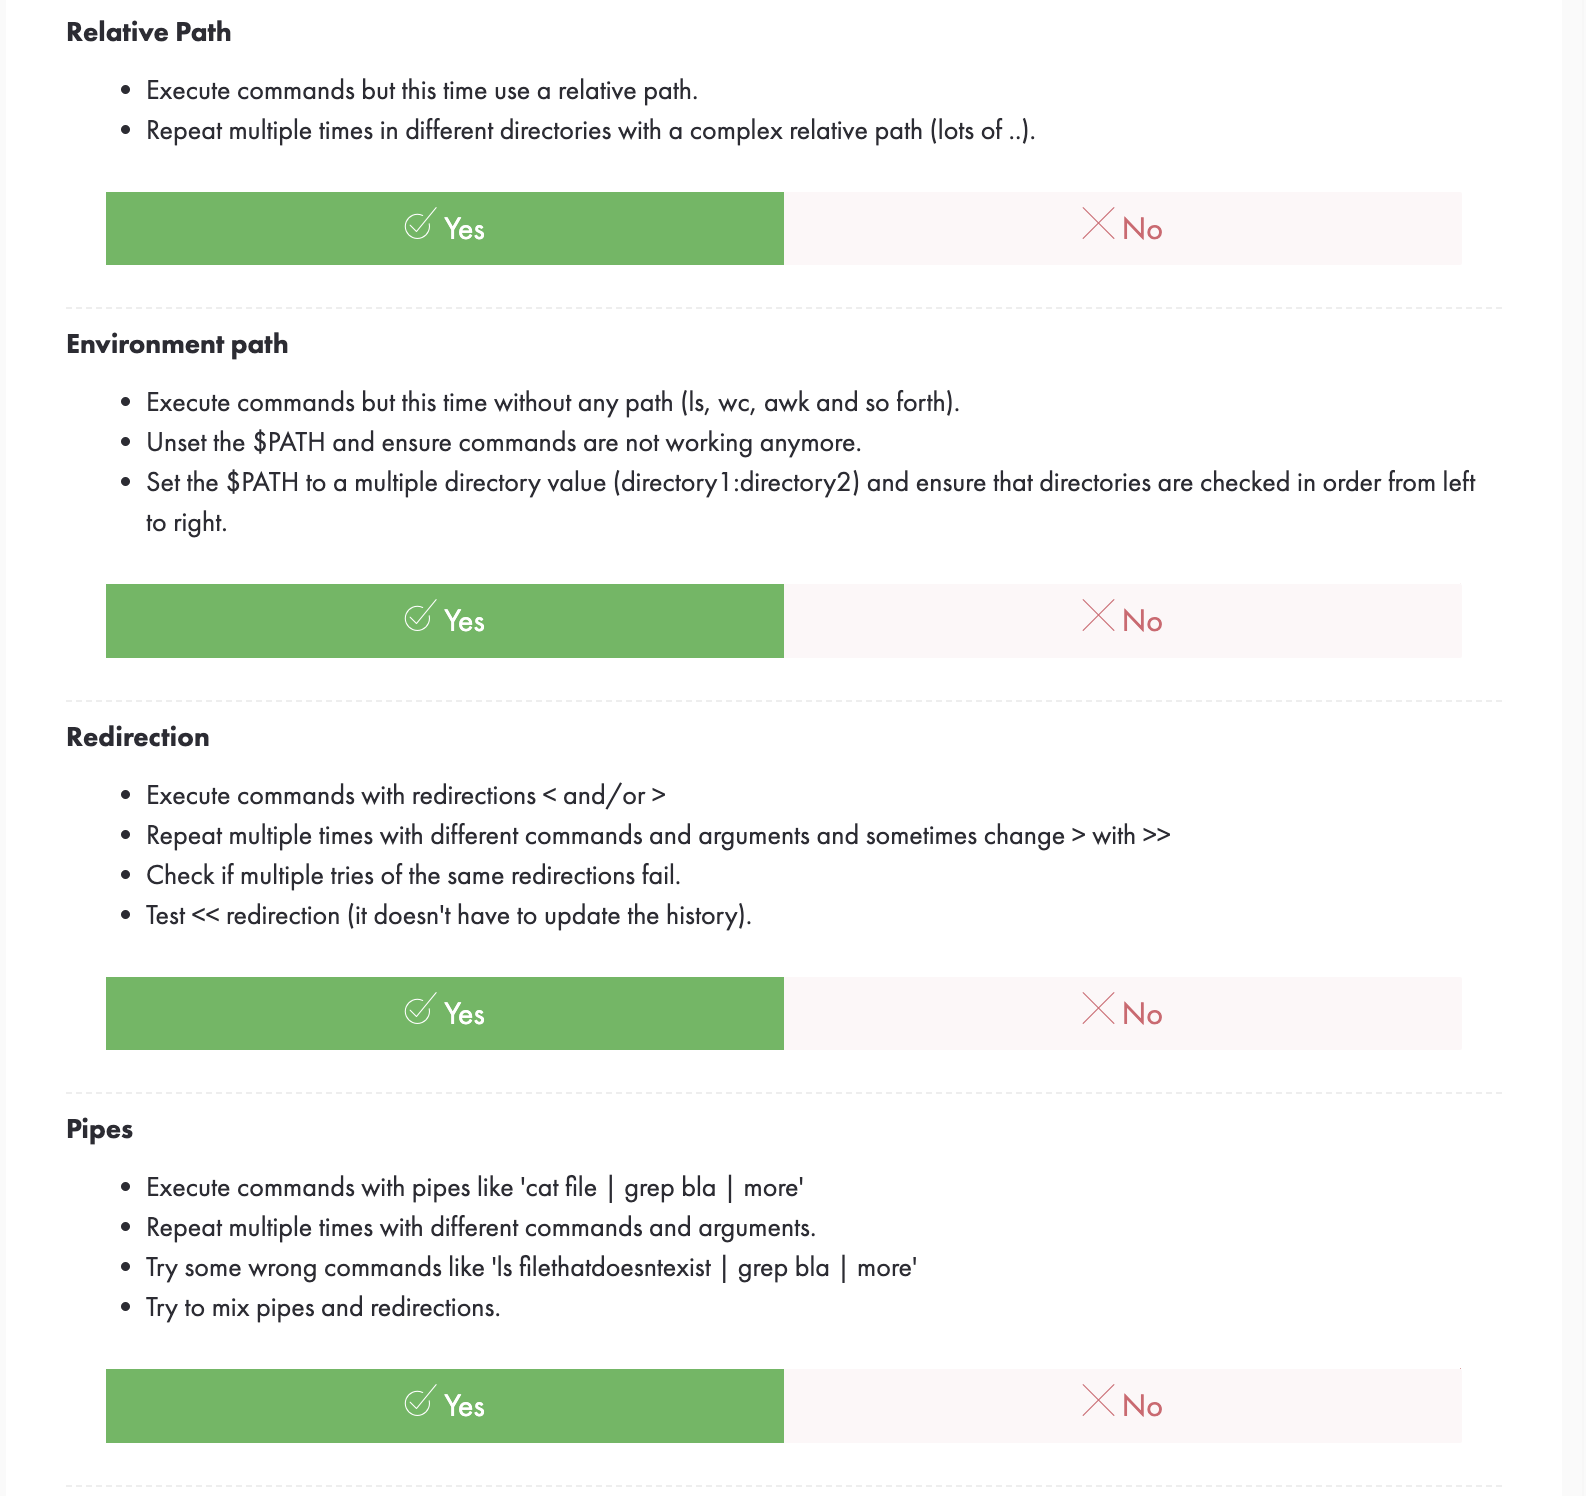 Relative Path
• Execute commands but this time use a relative path.
• Repeat multiple times in different directories with a complex relative path (lots of ..).
Yes
No
Environment path
• Execute commands but this time without any path (ls, wc, awk and so forth).
• Unset the $PATH and ensure commands are not working anymore.
• Set the $PATH to a multiple directory value (directory1:directory2) and ensure that directories are checked in order from left
to right.
Yes
No
Redirection
• Execute commands with redirections < and/or >
• Repeat multiple times with different commands and arguments and sometimes change > with >>
• Check if multiple tries of the same redirections fail.
• Test << redirection (it doesn't have to update the history).
Yes
No
Pipes
• Execute commands with pipes like 'cat file | grep bla | more'
• Repeat multiple times with different commands and arguments.
• Try some wrong commands like 'ls filethatdoesntexist | grep bla | more'
• Try to mix pipes and redirections.
Yes
No